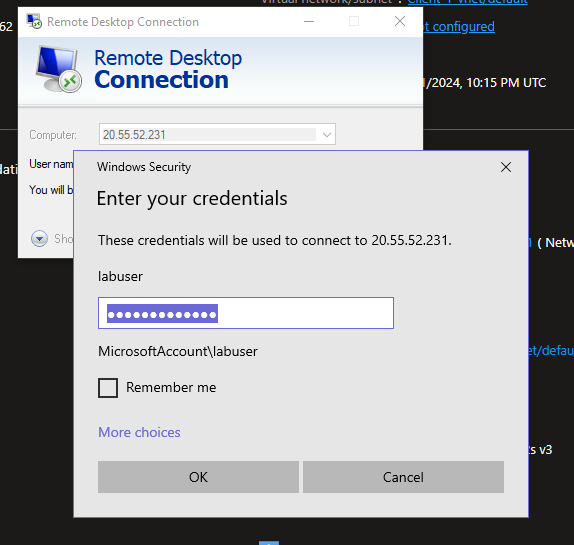 Virtual network/subnet : Client-1-vnet/default
62
Remote Desktop Connection
configured
Remote Desktop
Connection
/2024, 10:15 PM UTC
Computer:
20.55.52.231
User nam
You will b
Sho
Windows Security
Enter your credentials
These credentials will be used to connect to 20.55.52.231.
labuser
●●●●●●●●●●●●●
MicrosoftAccount\labuser
Remember me
More choices
OK
Cancel
( Netw
et/defau
s v3